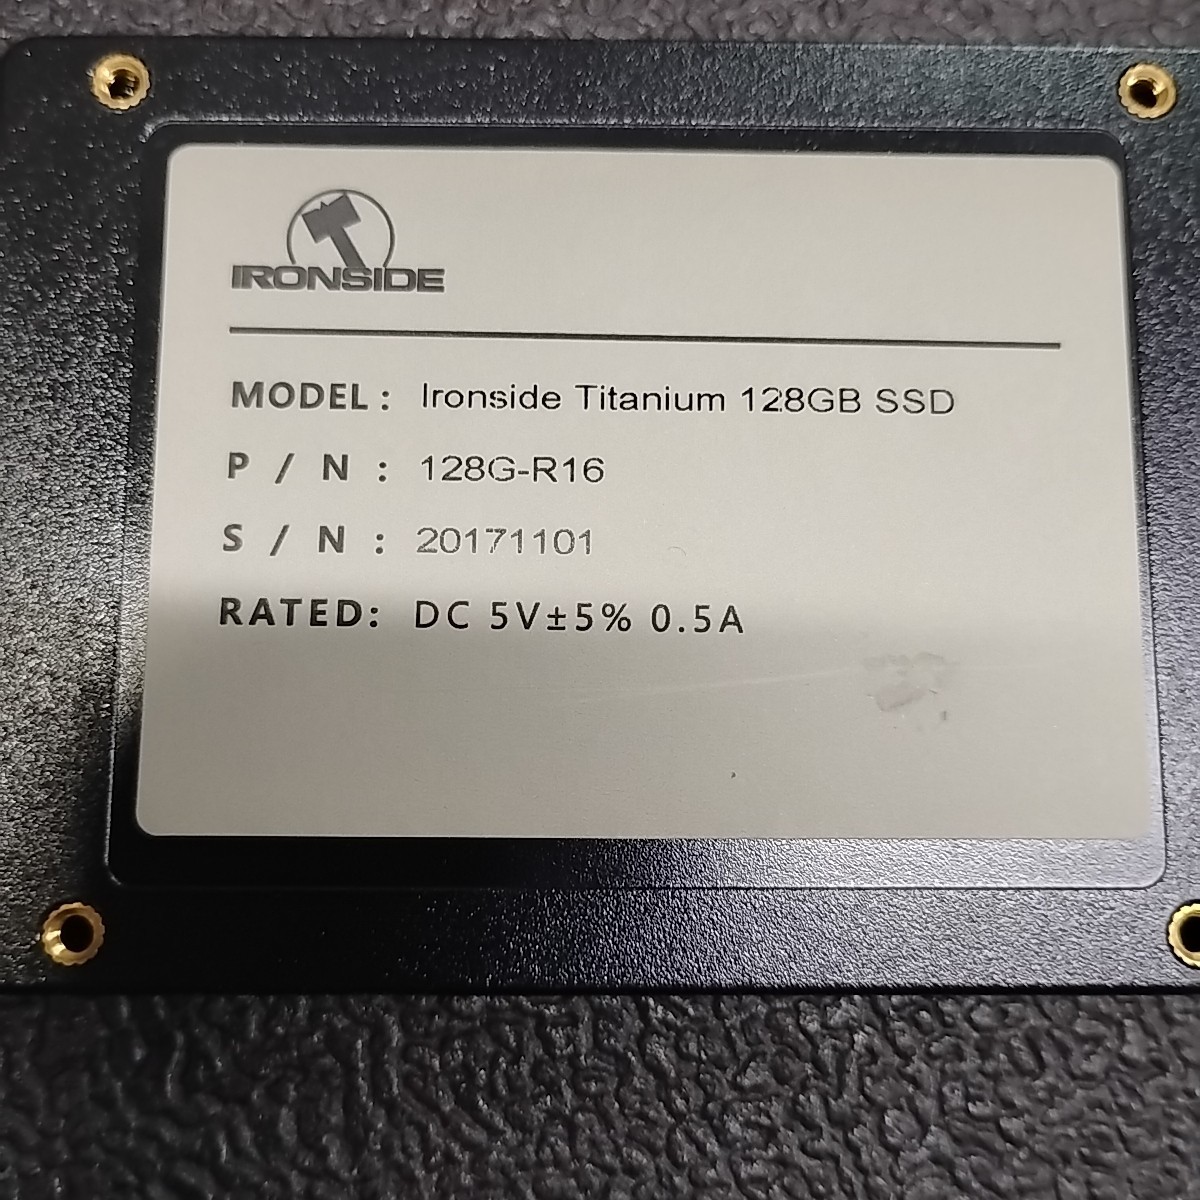 IRONSIDE
MODEL: Ironside Titanium 128GB SSD
P / N : 128G-R16
S / N : 20171101
RATED: DC 5V±5% 0.5A